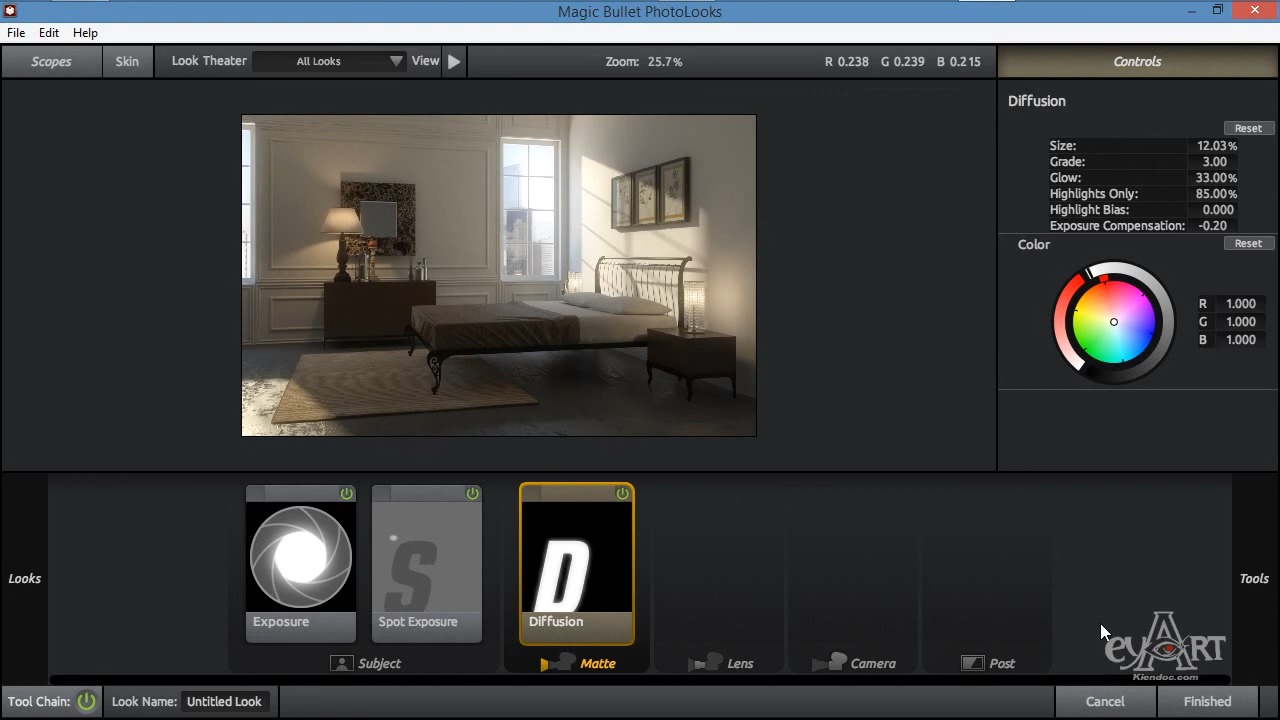 Magic Bullet PhotoLooks
File Edit Help
Scopes Skin Look Theater All Looks View Zoom: 25.7% R 0.238 G 0.239 B 0.215 Controls
Diffusion
Reset
Size: 12.03%
Grade: 3.00
Glow: 33.00%
Highlights Only: 85.00%
Highlight Bias: 0.000
Exposure Compensation: -0.20
Color Reset
R 1.000
G 1.000
B 1.000
S D
Looks Tools
Exposure Spot Exposure Diffusion
eyART
Kiendoc.com
Subject Matte Lens Camera Post
Tool Chain: Look Name: Untitled Look Cancel Finished